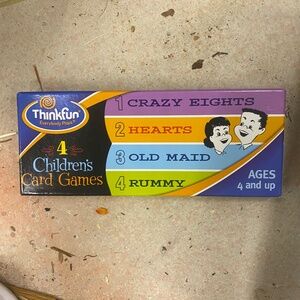 Thinkfun
Everybody Plays
4
Children's
Card Games
1 CRAZY EIGHTS
2 HEARTS
3 OLD MAID
4 RUMMY
AGES
4 and up